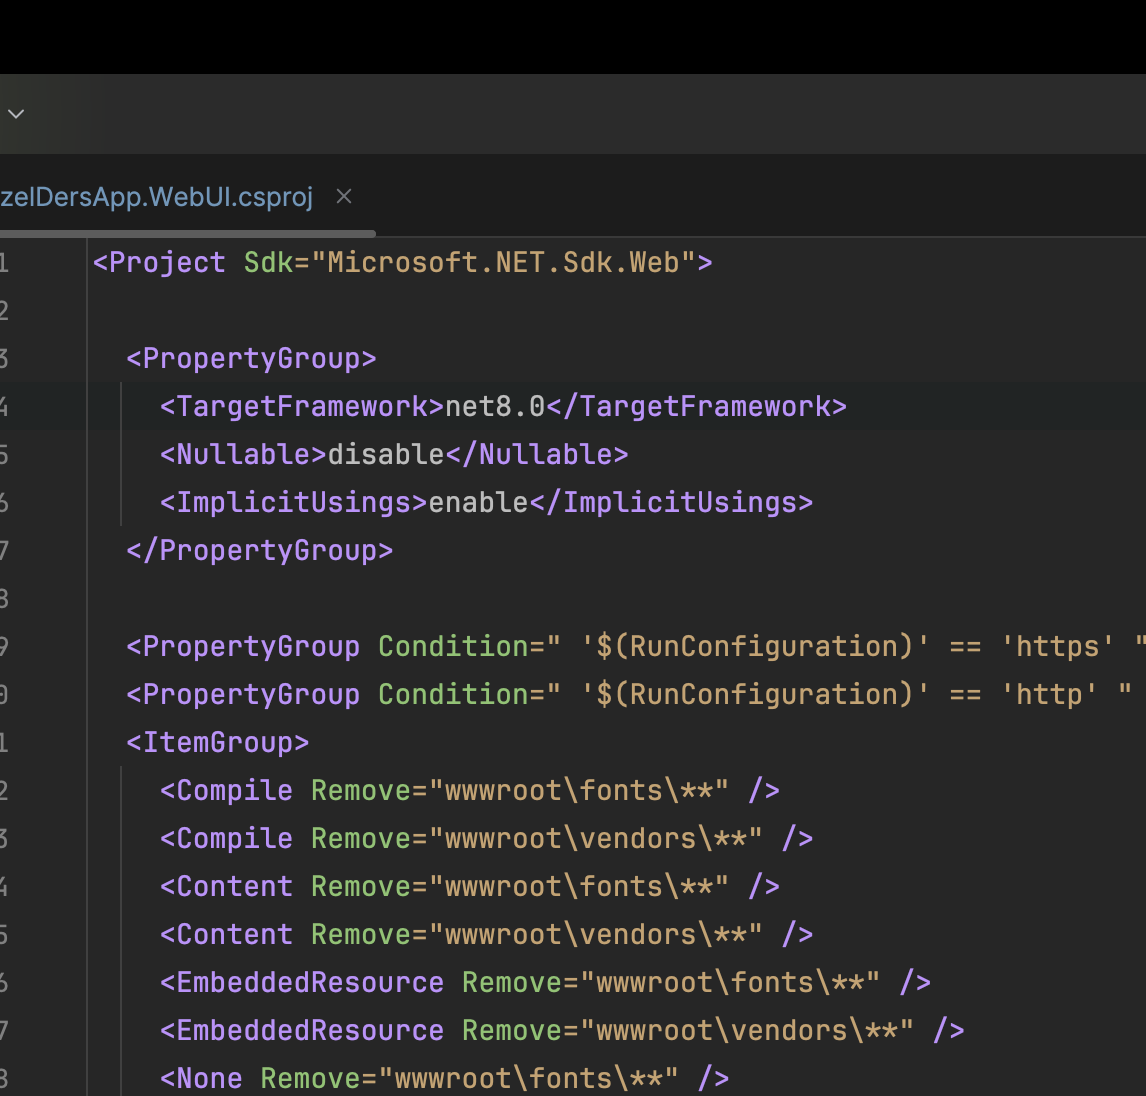 zelDersApp.WebUI.csproj
1 <Project Sdk="Microsoft.NET.Sdk.Web">
2
3 <PropertyGroup>
4 <TargetFramework>net8.0</TargetFramework>
5 <Nullable>disable</Nullable>
6 <ImplicitUsings>enable</ImplicitUsings>
7 </PropertyGroup>
8
9 <PropertyGroup Condition=" '$(RunConfiguration)' == 'https' "
0 <PropertyGroup Condition=" '$(RunConfiguration)' == 'http' "
1 <ItemGroup>
2 <Compile Remove="wwwroot\fonts\**" />
3 <Compile Remove="wwwroot\vendors\**" />
4 <Content Remove="wwwroot\fonts\**" />
5 <Content Remove="wwwroot\vendors\**" />
6 <EmbeddedResource Remove="wwwroot\fonts\**" />
7 <EmbeddedResource Remove="wwwroot\vendors\**" />
8 <None Remove="wwwroot\fonts\**" />